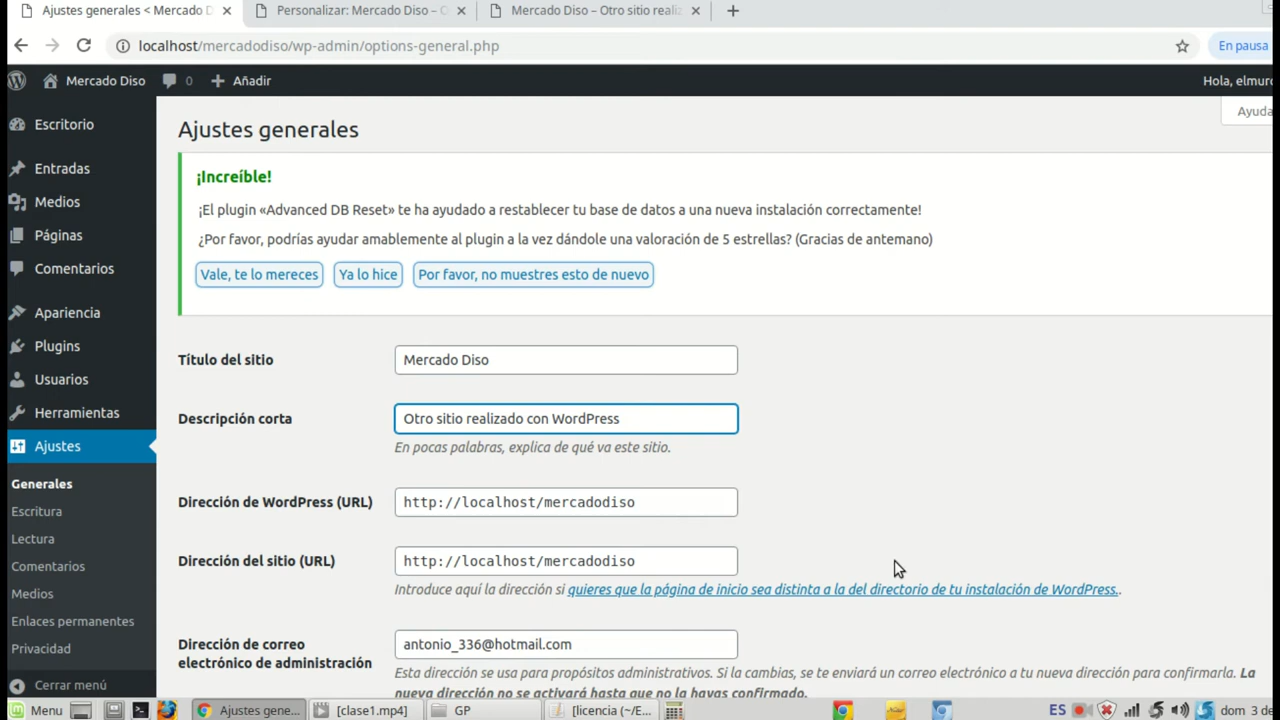 Ajustes generales < Mercado D
Personalizar: Mercado Diso –
Mercado Diso – Otro sitio realiz
localhost/mercadodiso/wp-admin/options-general.php
En pausa
Mercado Diso
0
Añadir
Hola, elmur
Escritorio
Entradas
Medios
Páginas
Comentarios
Apariencia
Plugins
Usuarios
Herramientas
Ajustes
Generales
Escritura
Lectura
Comentarios
Medios
Enlaces permanentes
Privacidad
Cerrar menú
Ayuda
Ajustes generales
¡Increíble!
¡El plugin «Advanced DB Reset» te ha ayudado a restablecer tu base de datos a una nueva instalación correctamente!
¿Por favor, podrías ayudar amablemente al plugin a la vez dándole una valoración de 5 estrellas? (Gracias de antemano)
Vale, te lo mereces
Ya lo hice
Por favor, no muestres esto de nuevo
Título del sitio
Mercado Diso
Descripción corta
Otro sitio realizado con WordPress
En pocas palabras, explica de qué va este sitio.
Dirección de WordPress (URL)
http://localhost/mercadodiso
Dirección del sitio (URL)
http://localhost/mercadodiso
Introduce aquí la dirección si quieres que la página de inicio sea distinta a la del directorio de tu instalación de WordPress..
Dirección de correo
electrónico de administración
antonio_336@hotmail.com
Esta dirección se usa para propósitos administrativos. Si la cambias, se te enviará un correo electrónico a tu nueva dirección para confirmarla. La
nueva dirección no se activará hasta que no la hayas confirmado.
Menu
Ajustes gene...
[clase1.mp4]
GP
[licencia (~/E...
ES
dom 3 de